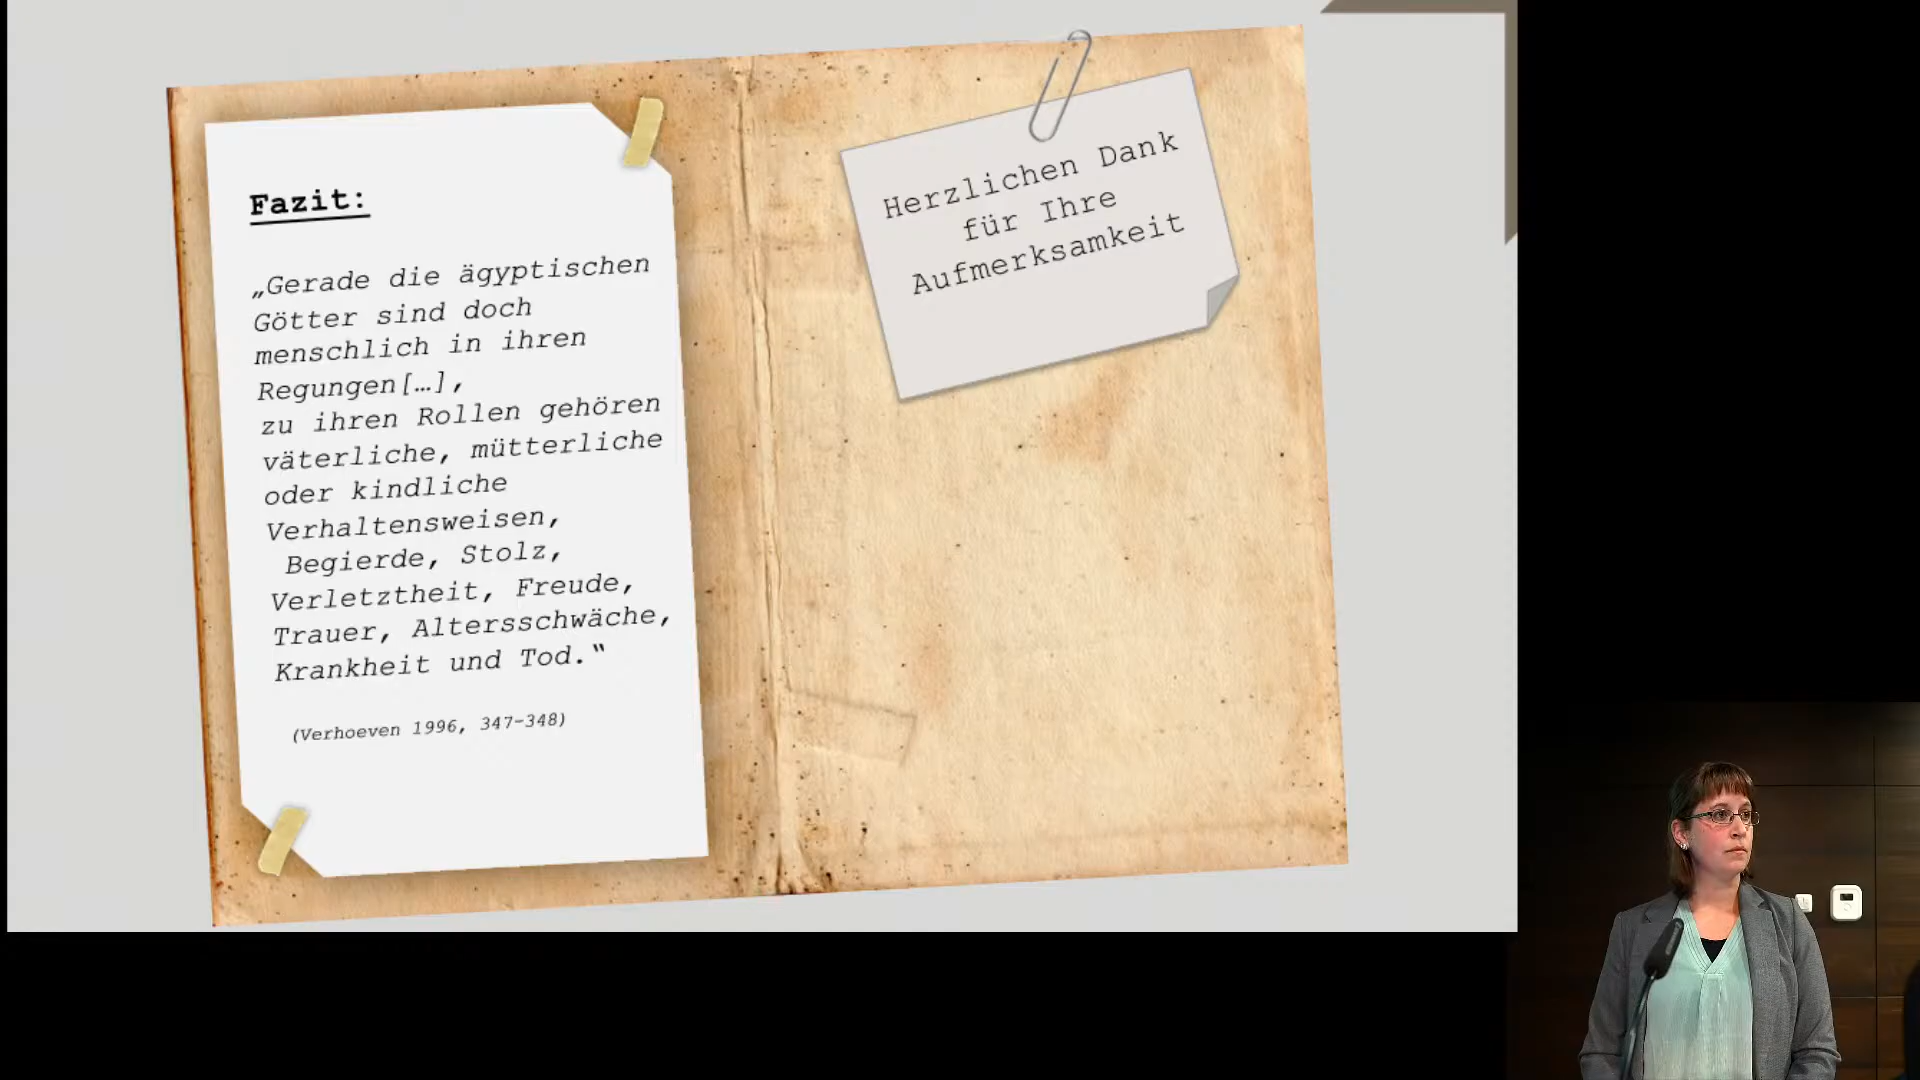 Fazit:
„Gerade die ägyptischen
Götter sind doch
menschlich in ihren
Regungen[…],
zu ihren Rollen gehören
väterliche, mütterliche
oder kindliche
Verhaltensweisen,
Begierde, Stolz,
Verletztheit, Freude,
Trauer, Altersschwäche,
Krankheit und Tod.‟
(Verhoeven 1996, 347-348)
Herzlichen Dank
für Ihre
Aufmerksamkeit